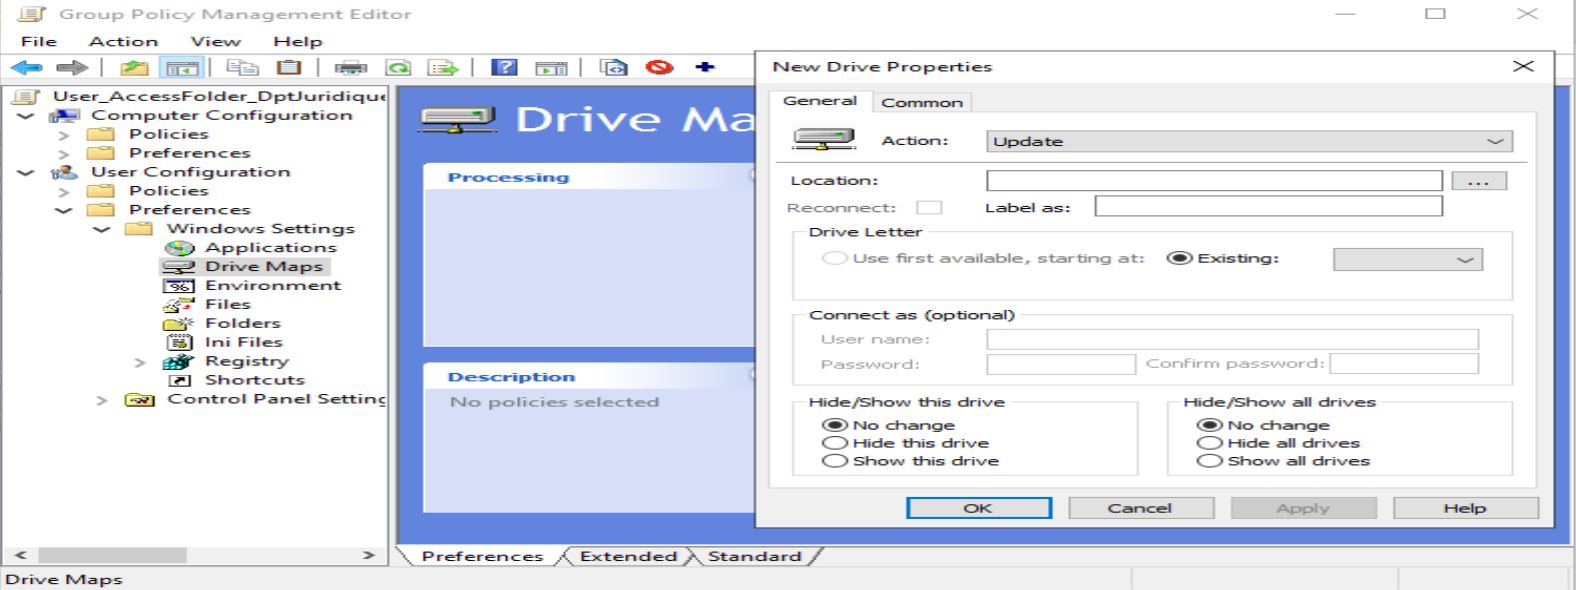 Group Policy Management Editor
File Action View Help
User_AccessFolder_DptJuridique
Computer Configuration
Policies
Preferences
User Configuration
Policies
Preferences
Windows Settings
Applications
Drive Maps
Environment
Files
Folders
Ini Files
Registry
Shortcuts
Control Panel Setting
Drive Ma
Processing
Description
No policies selected
Preferences Extended Standard
Drive Maps
New Drive Properties
General Common
Action: Update
Location: ...
Reconnect: Label as:
Drive Letter
Use first available, starting at: Existing:
Connect as (optional)
User name:
Password: Confirm password:
Hide/Show this drive
No change
Hide this drive
Show this drive
Hide/Show all drives
No change
Hide all drives
Show all drives
OK Cancel Apply Help